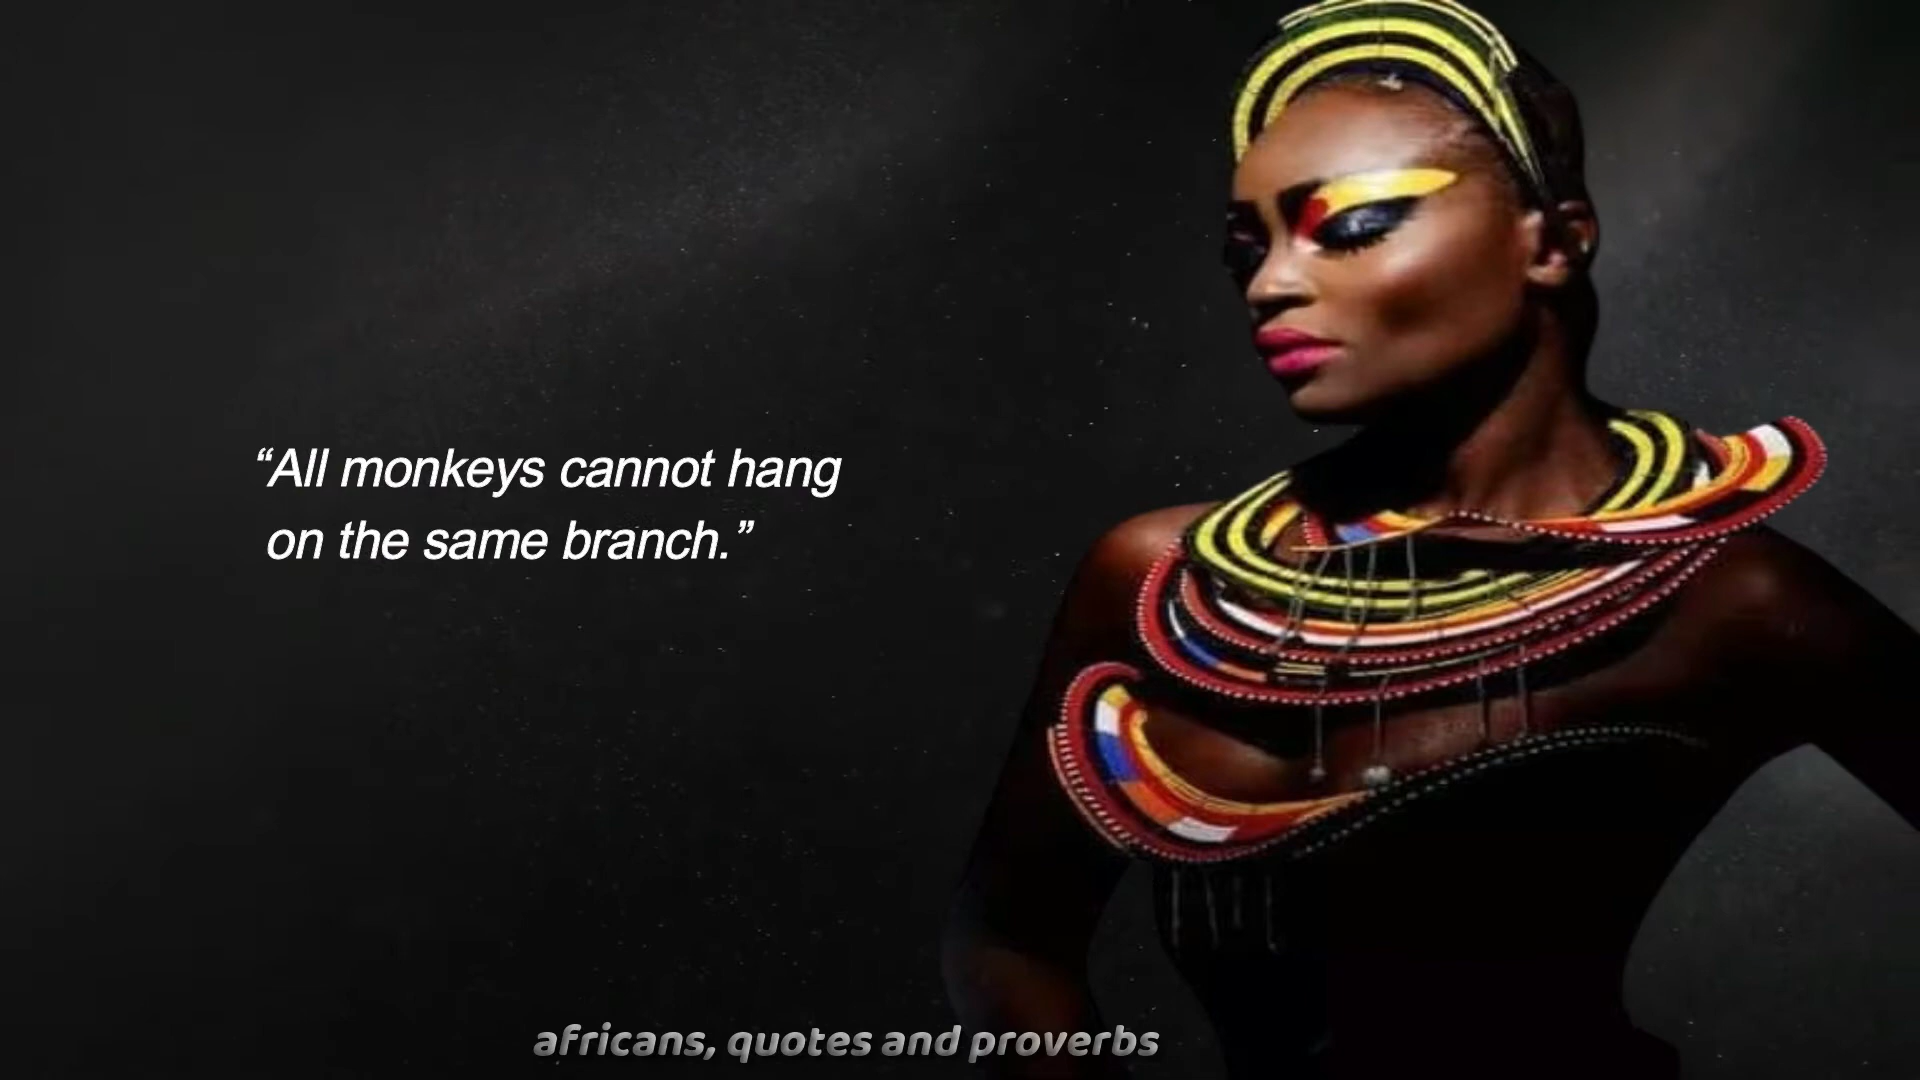 “All monkeys cannot hang
on the same branch.”
africans, quotes and proverbs